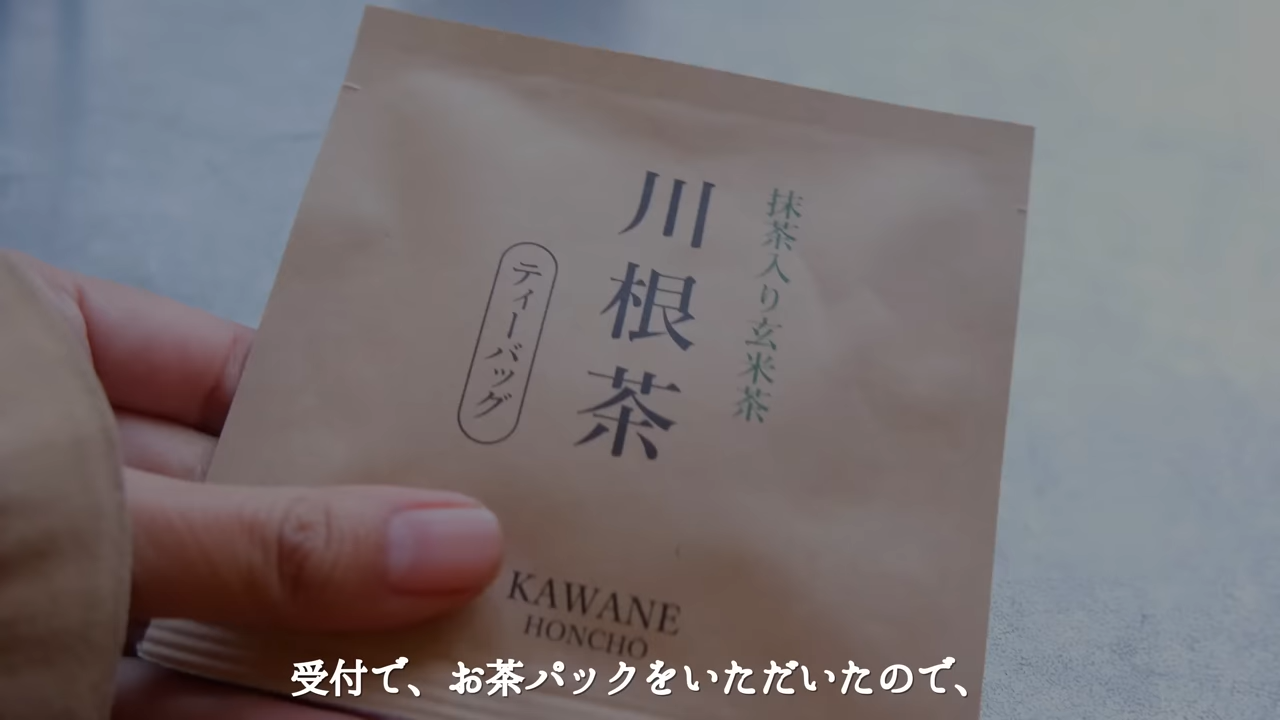 抹茶入り玄米茶
川根茶
ティーバッグ
KAWANE
HONCHO
受付で、お茶パックをいただいたので、